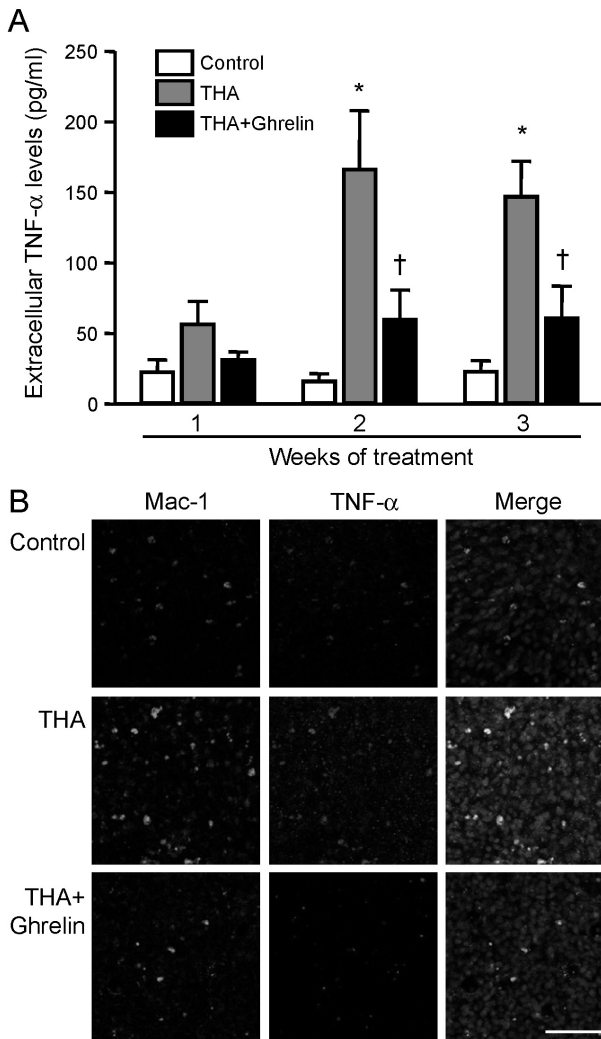 A
Extracellular TNF-α levels (pg/ml)
250
200
150
100
50
0
Control
THA
THA+Ghrelin
*
*
†
†
1 2 3
Weeks of treatment
B
Mac-1 TNF-α Merge
Control
THA
THA+
Ghrelin